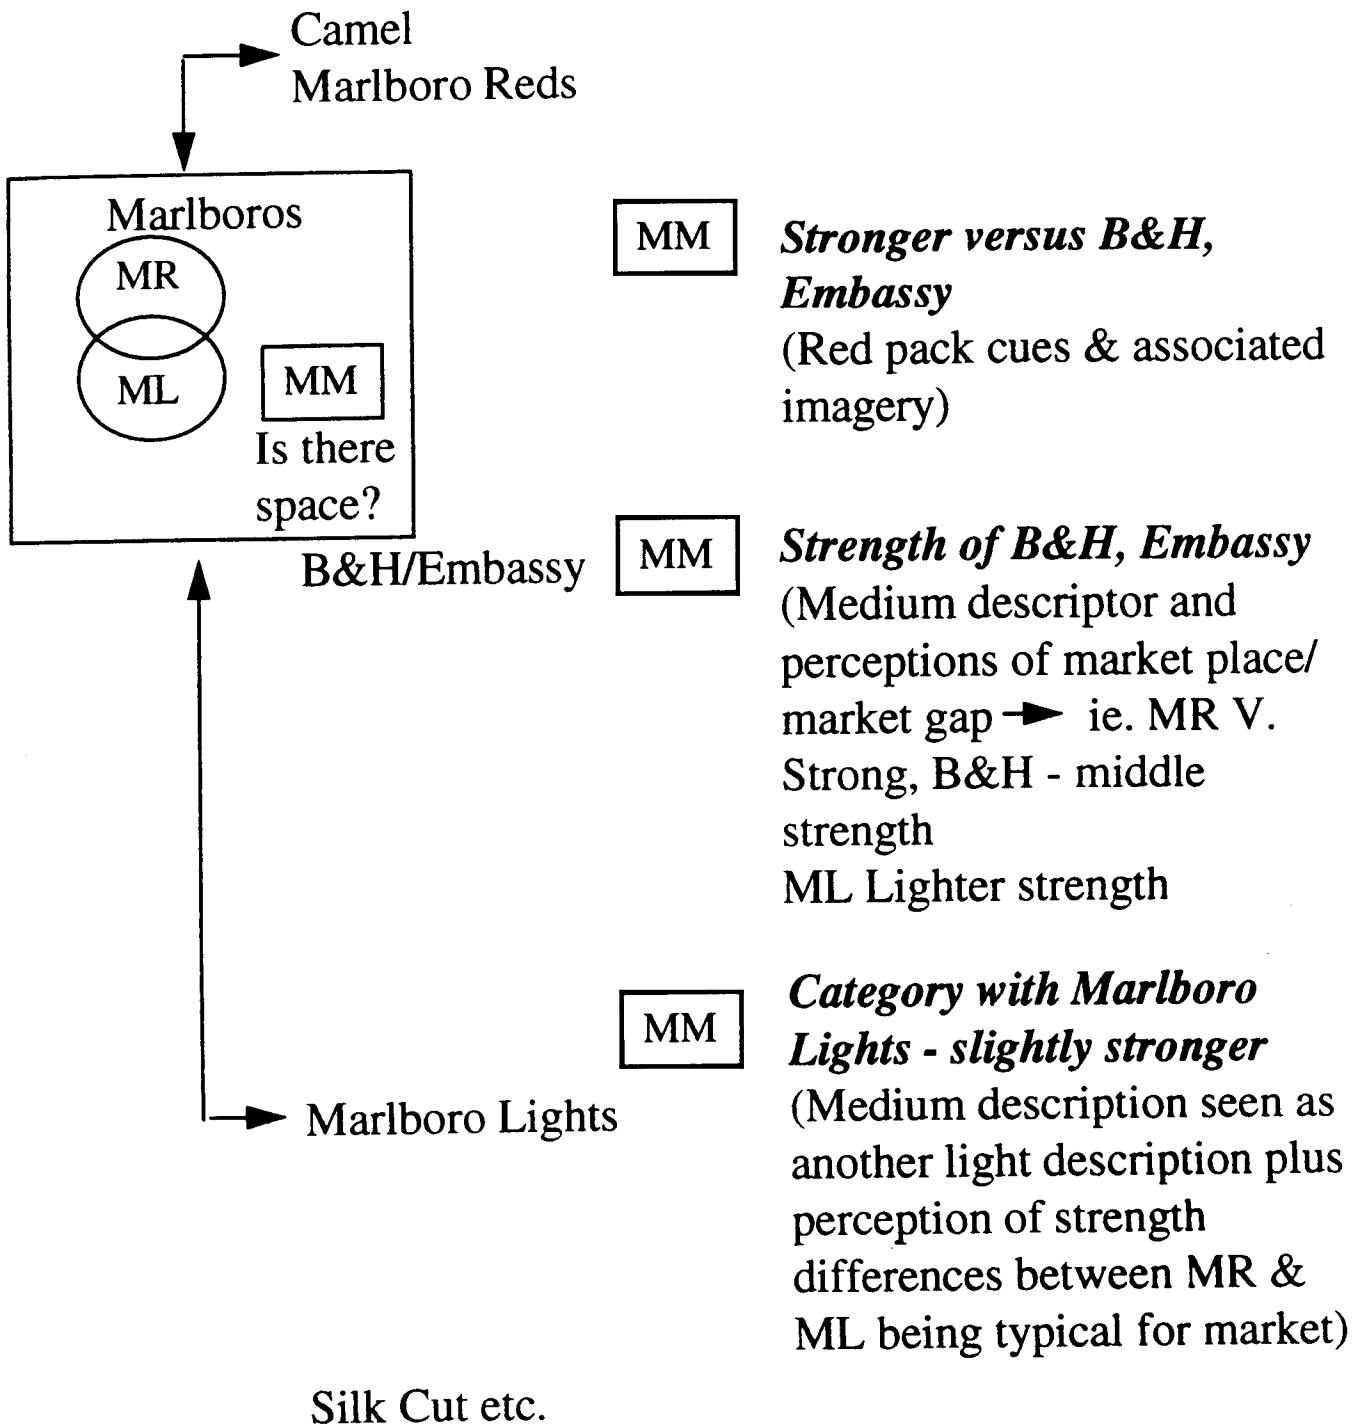 Camel
Marlboro Reds
Marlboros
MR
ML
MM
Is there
space?
MM
Stronger versus B&H,
Embassy
(Red pack cues & associated
imagery)
B&H/Embassy
MM
Strength of B&H, Embassy
(Medium descriptor and
perceptions of market place/
market gap → ie. MR V.
Strong, B&H - middle
strength
ML Lighter strength
MM
Category with Marlboro
Lights - slightly stronger
(Medium description seen as
another light description plus
perception of strength
differences between MR &
ML being typical for market)
Marlboro Lights
Silk Cut etc.